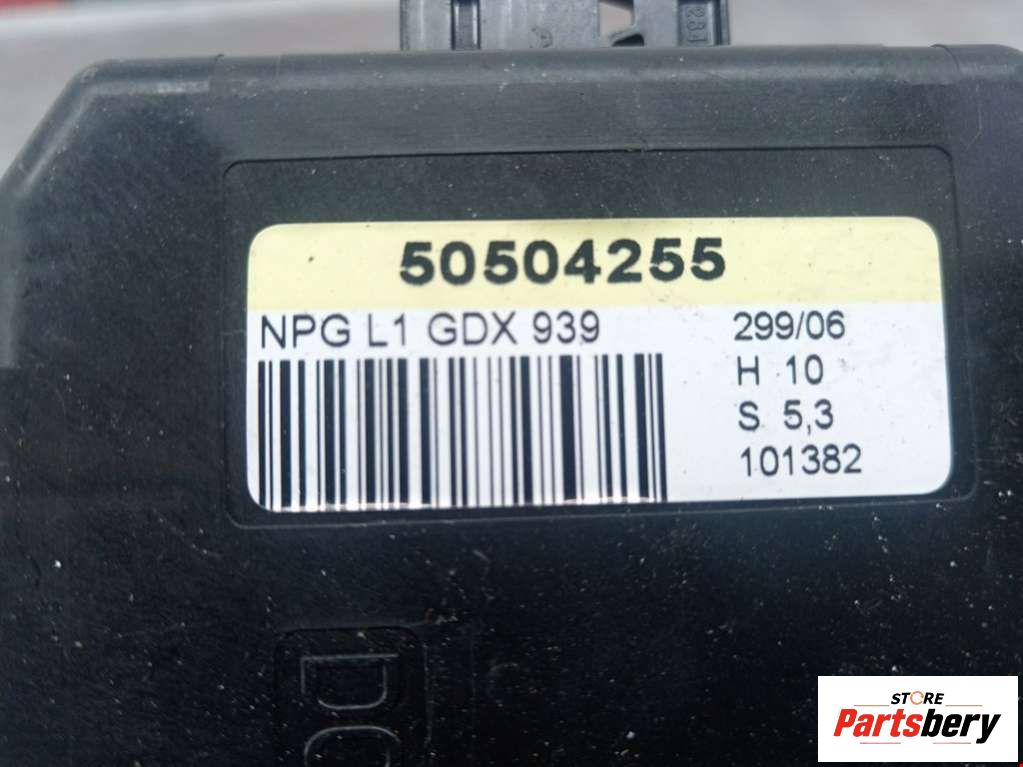 50504255
NPG L1 GDX 939
299/06
H 10
S 5,3
101382
STORE
Partsbery